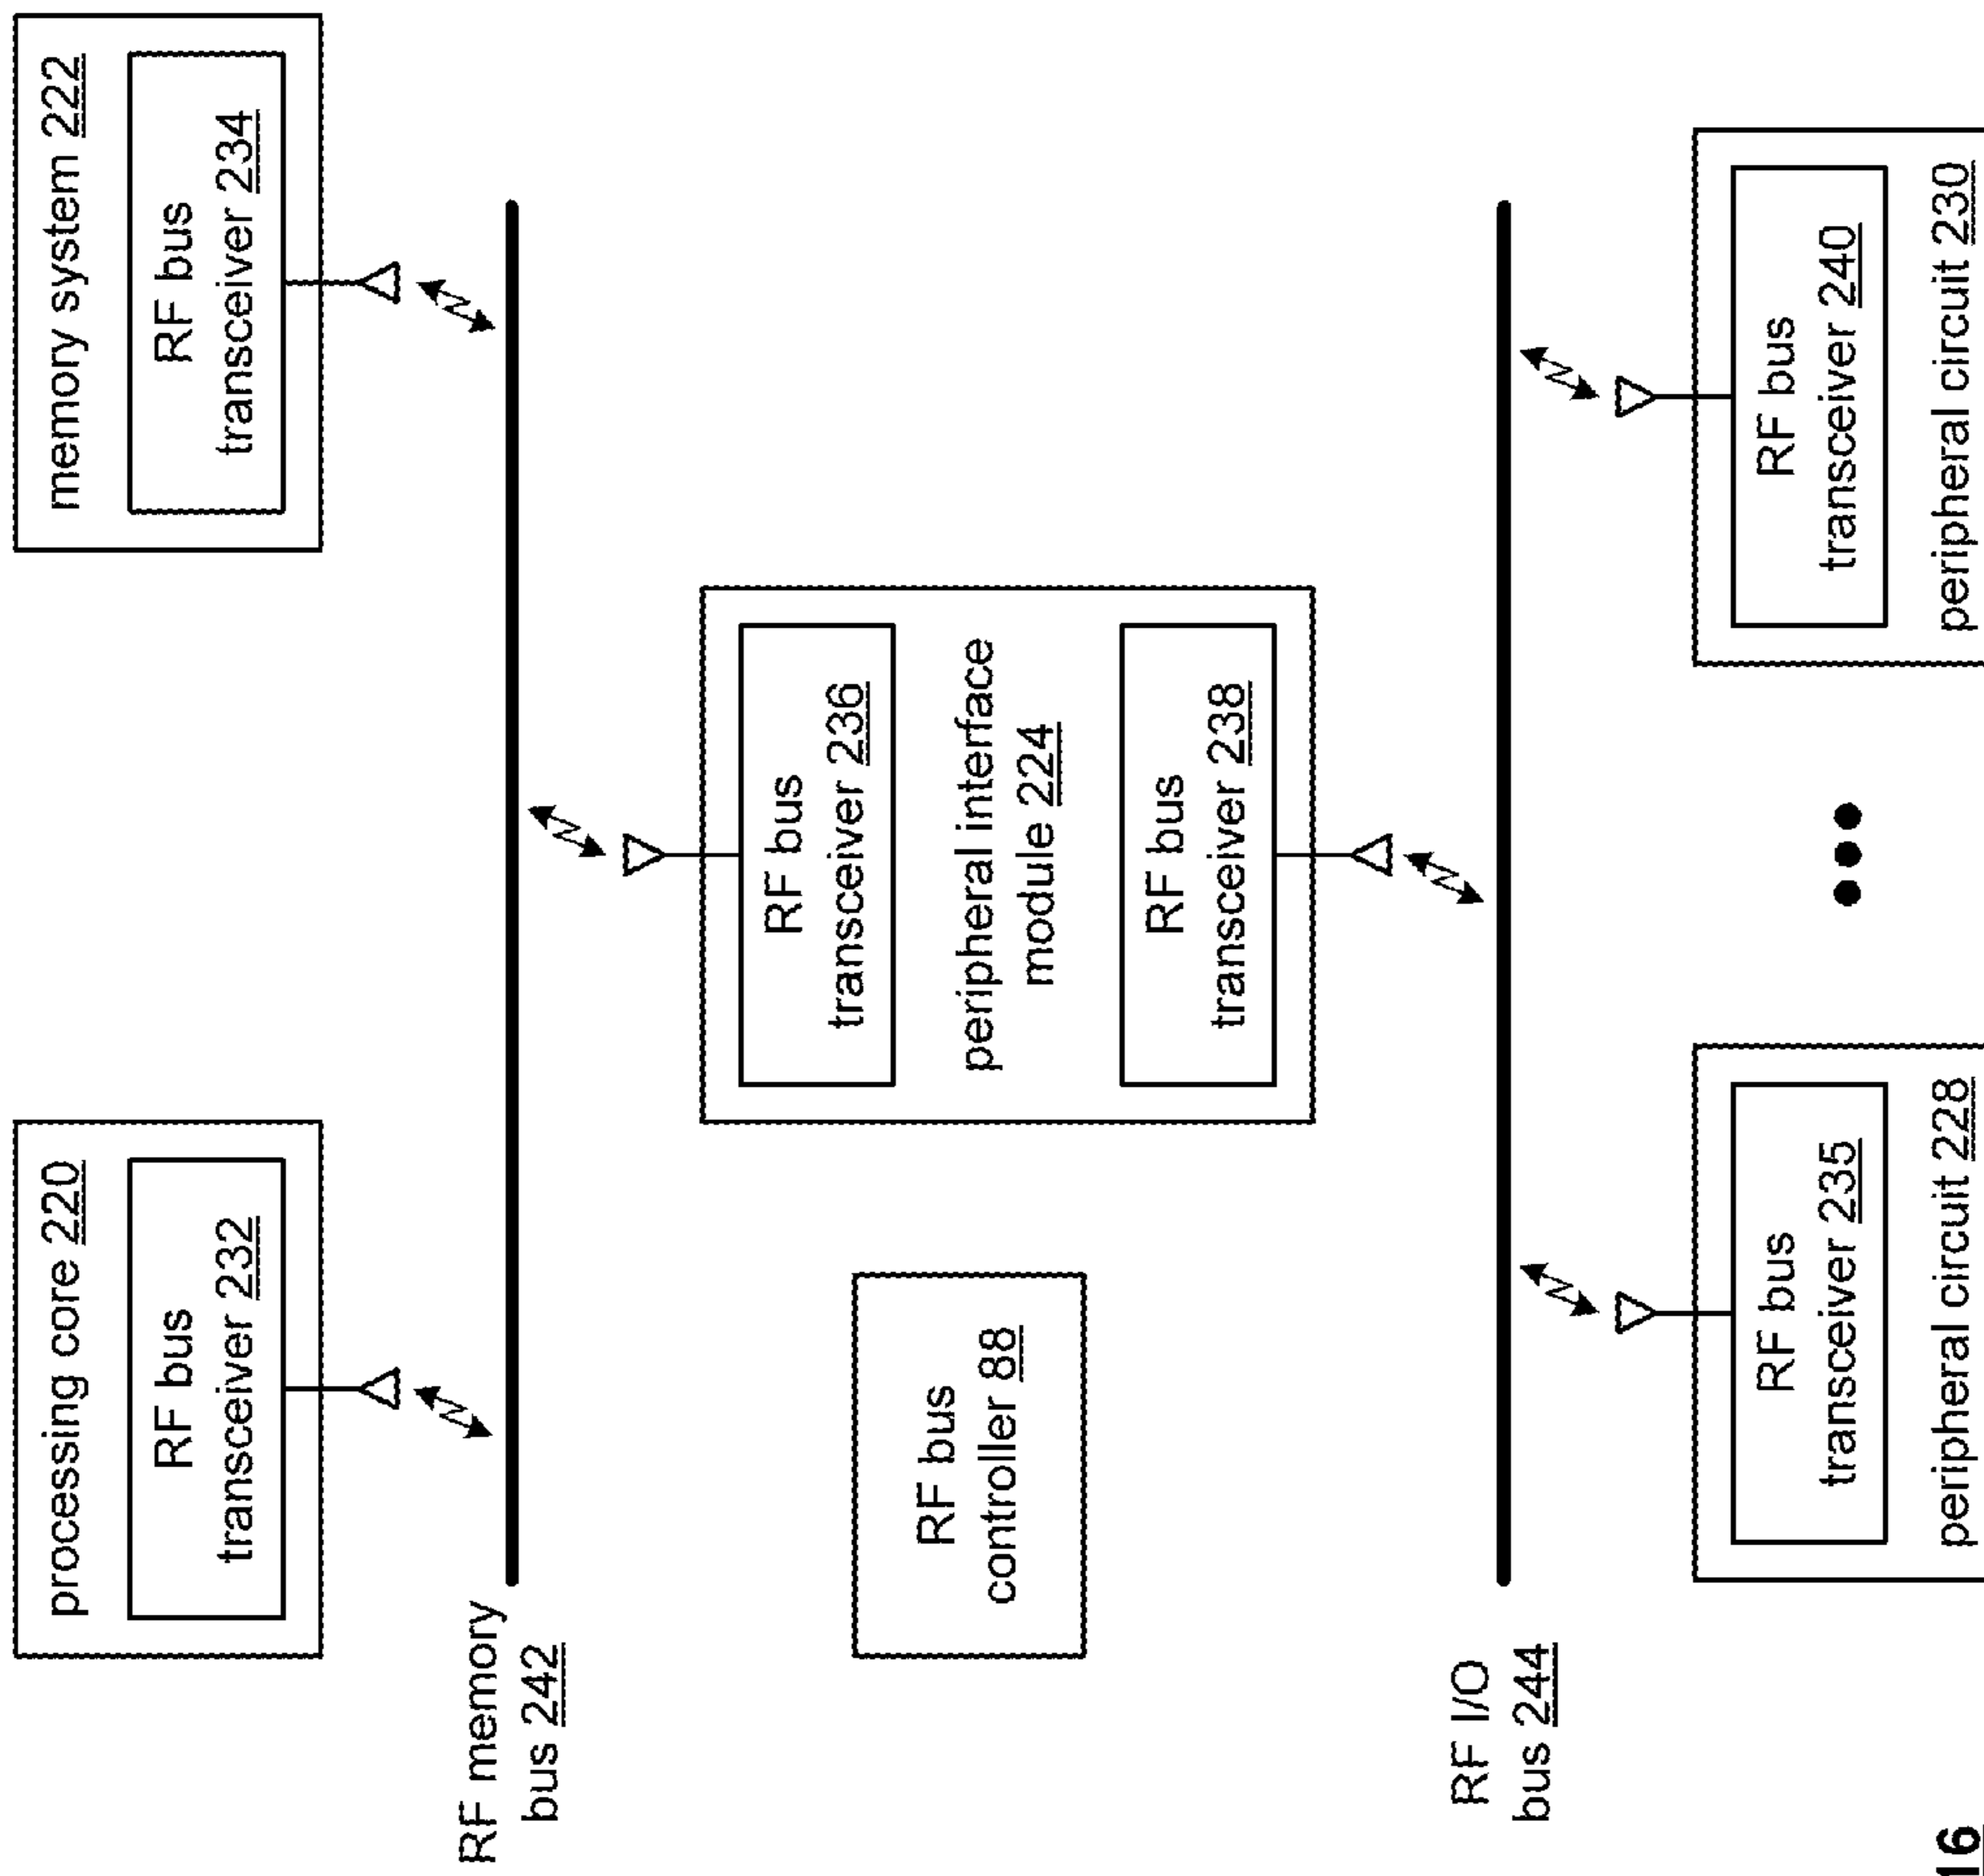 processing core 220
RF bus
transceiver 232
memory system 222
RF bus
transceiver 234
RF memory
bus 242
RF bus
transceiver 236
peripheral interface
module 224
RF bus
transceiver 238
RF bus
controller 88
RF I/O
bus 244
RF bus
transceiver 235
peripheral circuit 228
RF bus
transceiver 240
peripheral circuit 230
16